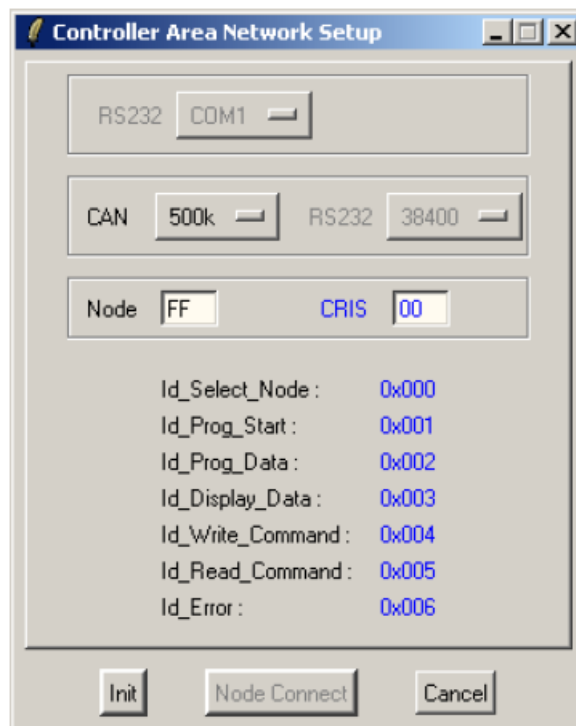 Controller Area Network Setup
RS232 COM1
CAN 500k RS232 38400
Node FF CRIS 00
Id_Select_Node : 0x000
Id_Prog_Start : 0x001
Id_Prog_Data : 0x002
Id_Display_Data : 0x003
Id_Write_Command : 0x004
Id_Read_Command : 0x005
Id_Error : 0x006
Init Node Connect Cancel